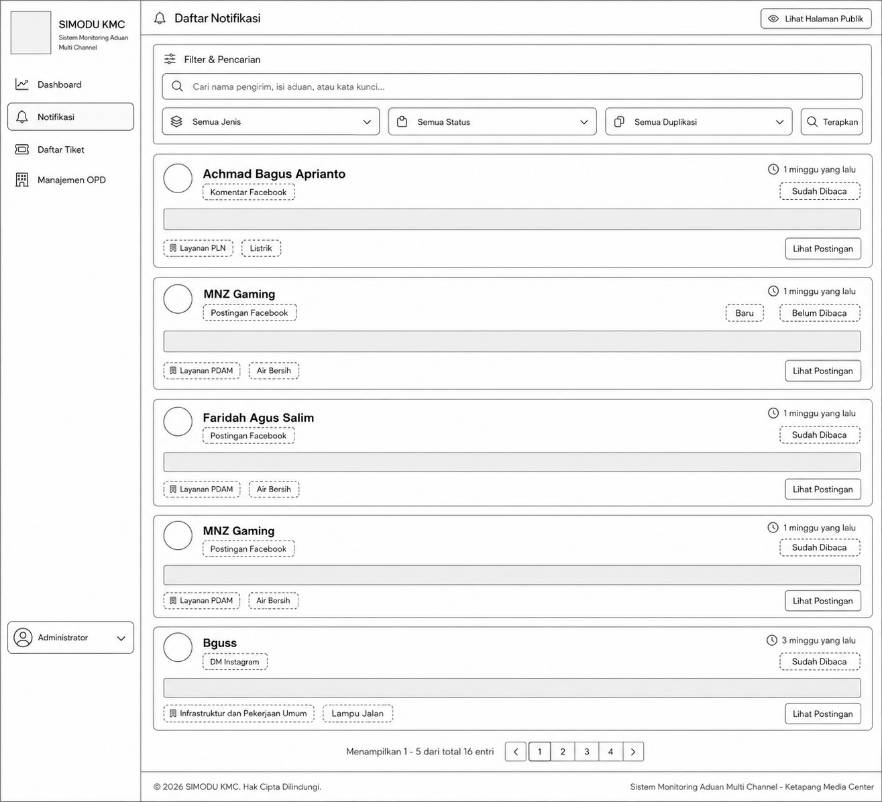 SIMODU KMC
Sistem Monitoring Aduan
Multi Channel
Dashboard
Notifikasi
Daftar Tiket
Manajemen OPD
Administrator
Daftar Notifikasi
Lihat Halaman Publik
Filter & Pencarian
Cari nama pengirim, isi aduan, atau kata kunci...
Semua Jenis
Semua Status
Semua Duplikasi
Terapkan
Achmad Bagus Aprianto
1 minggu yang lalu
Komentar Facebook
Sudah Dibaca
Layanan PLN
Listrik
Lihat Postingan
MNZ Gaming
1 minggu yang lalu
Postingan Facebook
Baru
Belum Dibaca
Layanan PDAM
Air Bersih
Lihat Postingan
Faridah Agus Salim
1 minggu yang lalu
Postingan Facebook
Sudah Dibaca
Layanan PDAM
Air Bersih
Lihat Postingan
MNZ Gaming
1 minggu yang lalu
Postingan Facebook
Sudah Dibaca
Layanan PDAM
Air Bersih
Lihat Postingan
Bguss
3 minggu yang lalu
DM Instagram
Sudah Dibaca
Infrastruktur dan Pekerjaan Umum
Lampu Jalan
Lihat Postingan
Menampilkan 1 - 5 dari total 16 entri
1
2
3
4
© 2026 SIMODU KMC. Hak Cipta Dilindungi.
Sistem Monitoring Aduan Multi Channel - Ketapang Media Center